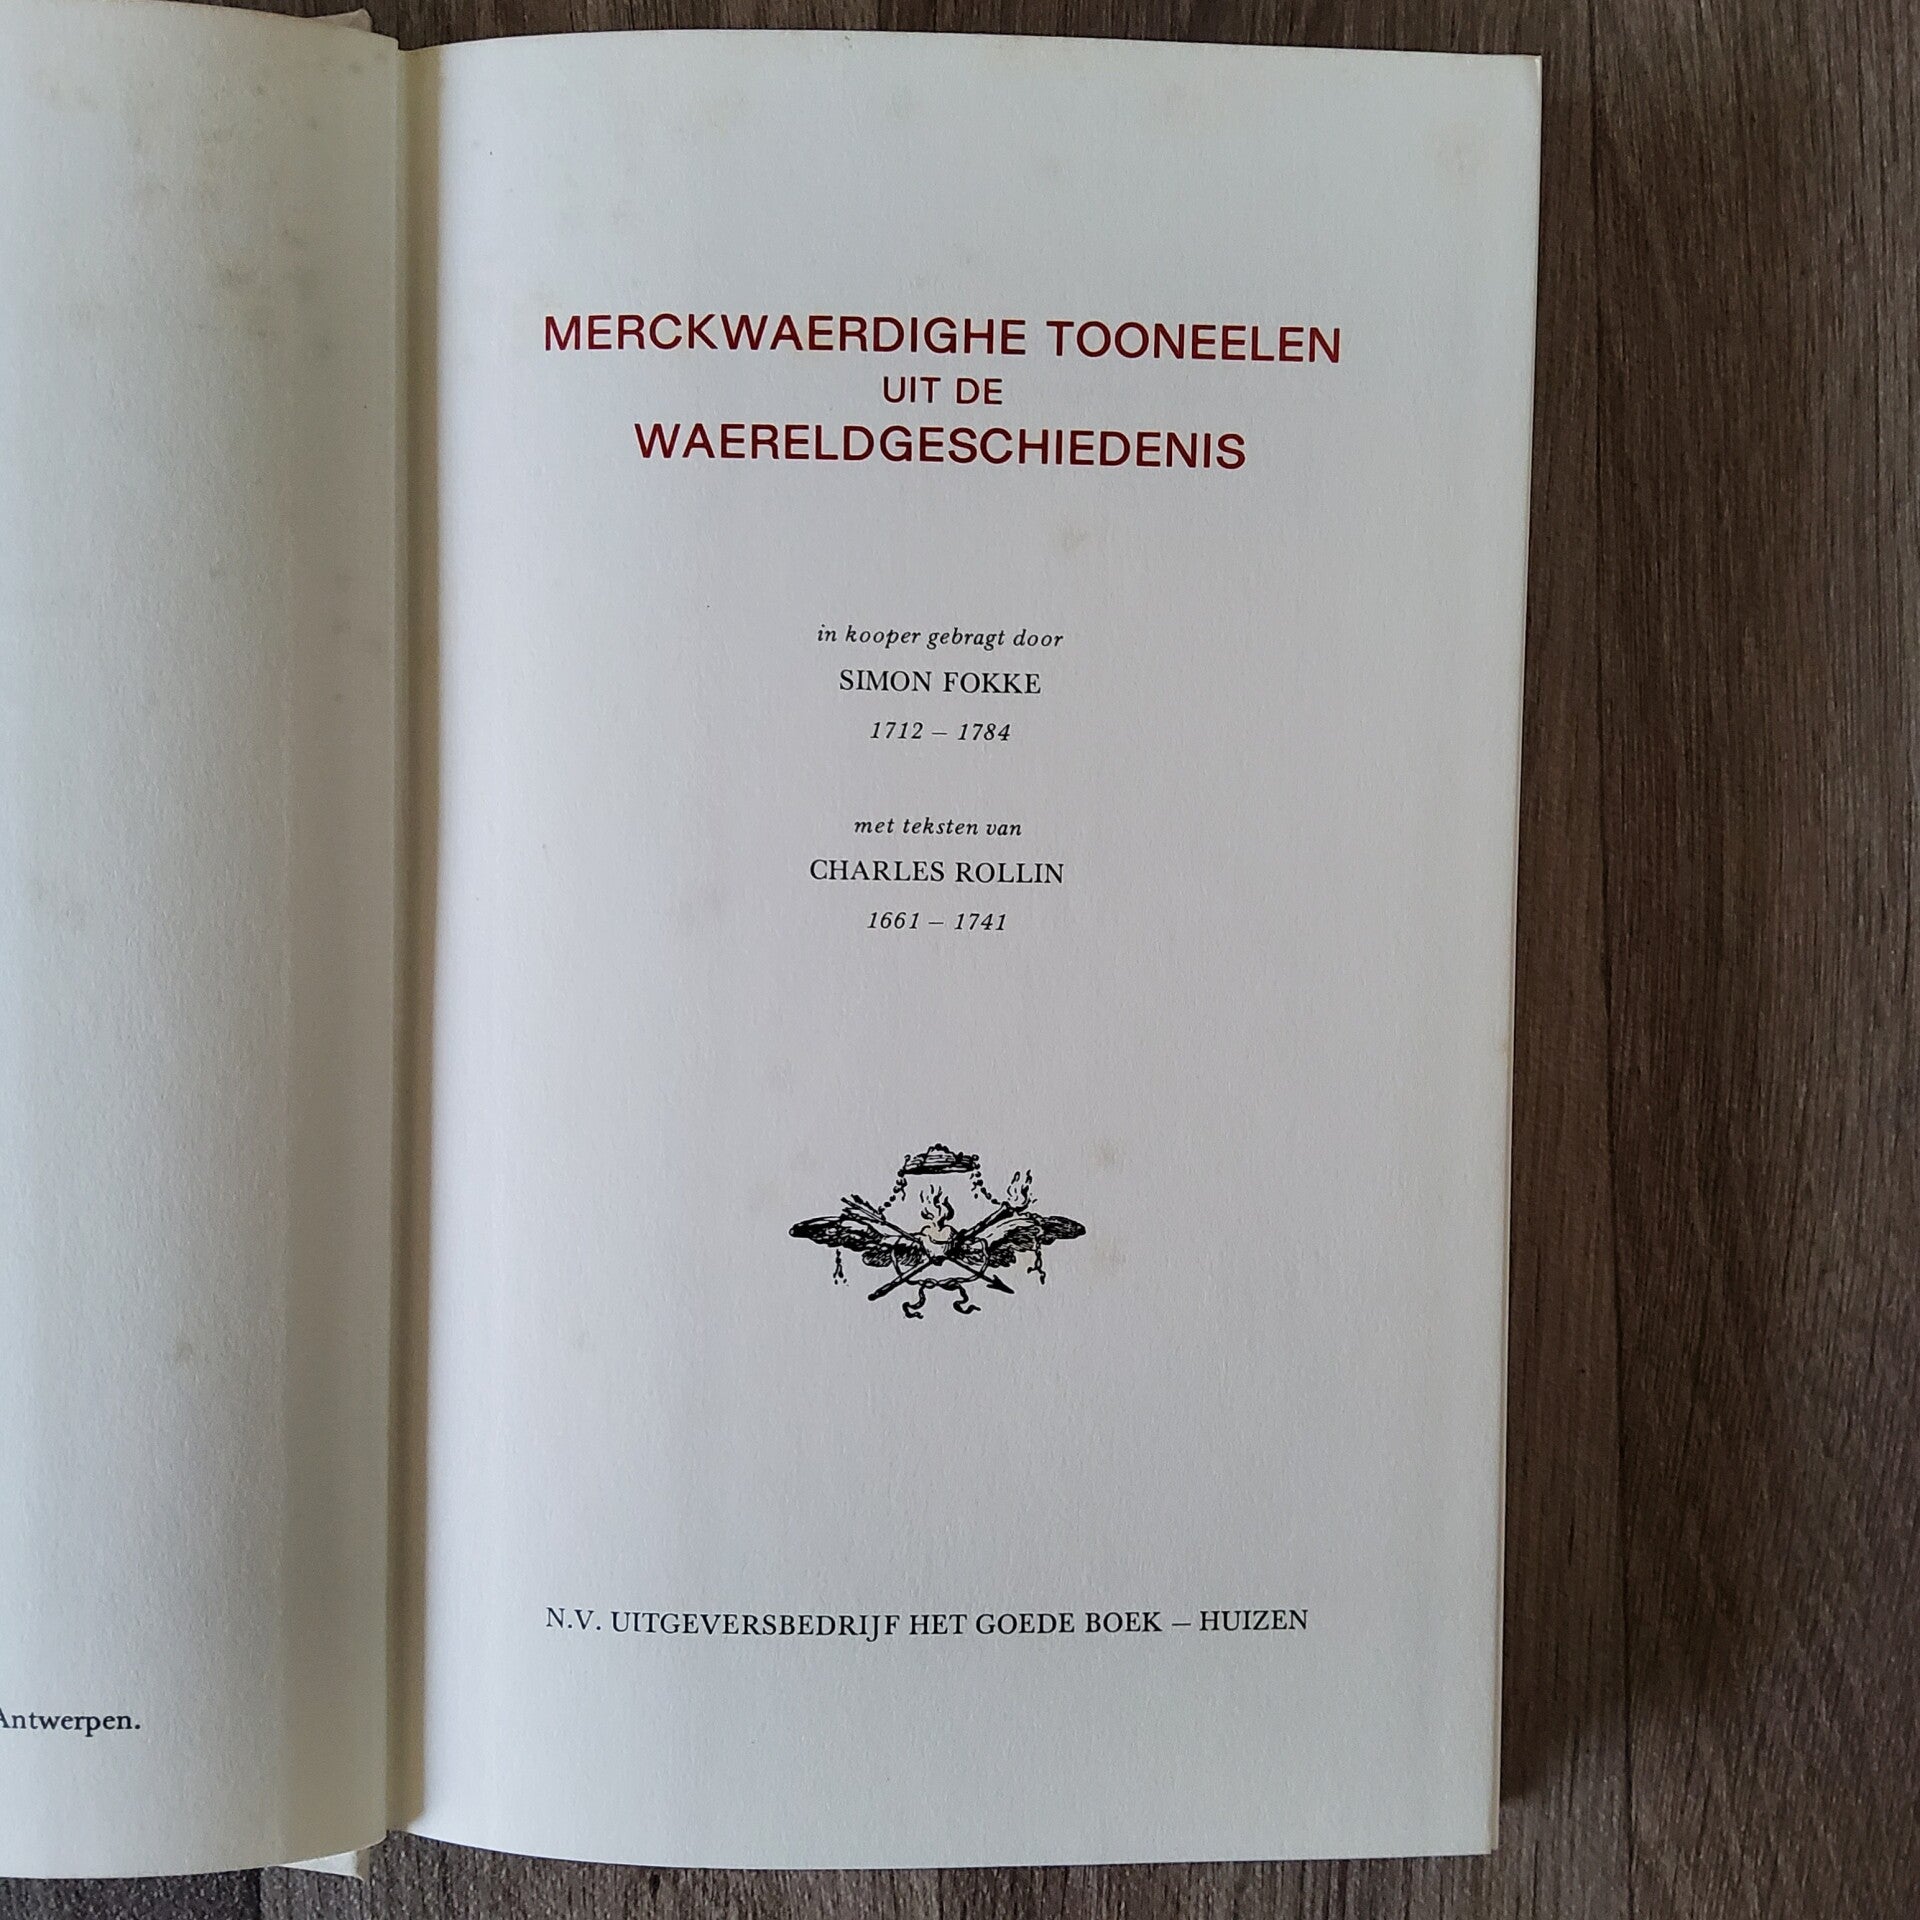 Antwerpen.
MERCKWAERDIGHE TOONEELEN
UIT DE
WAERELDGESCHIEDENIS
in kooper gebragt door
SIMON FOKKE
1712 – 1784
met teksten van
CHARLES ROLLIN
1661 – 1741
N.V. UITGEVERSBEDRIJF HET GOEDE BOEK – HUIZEN